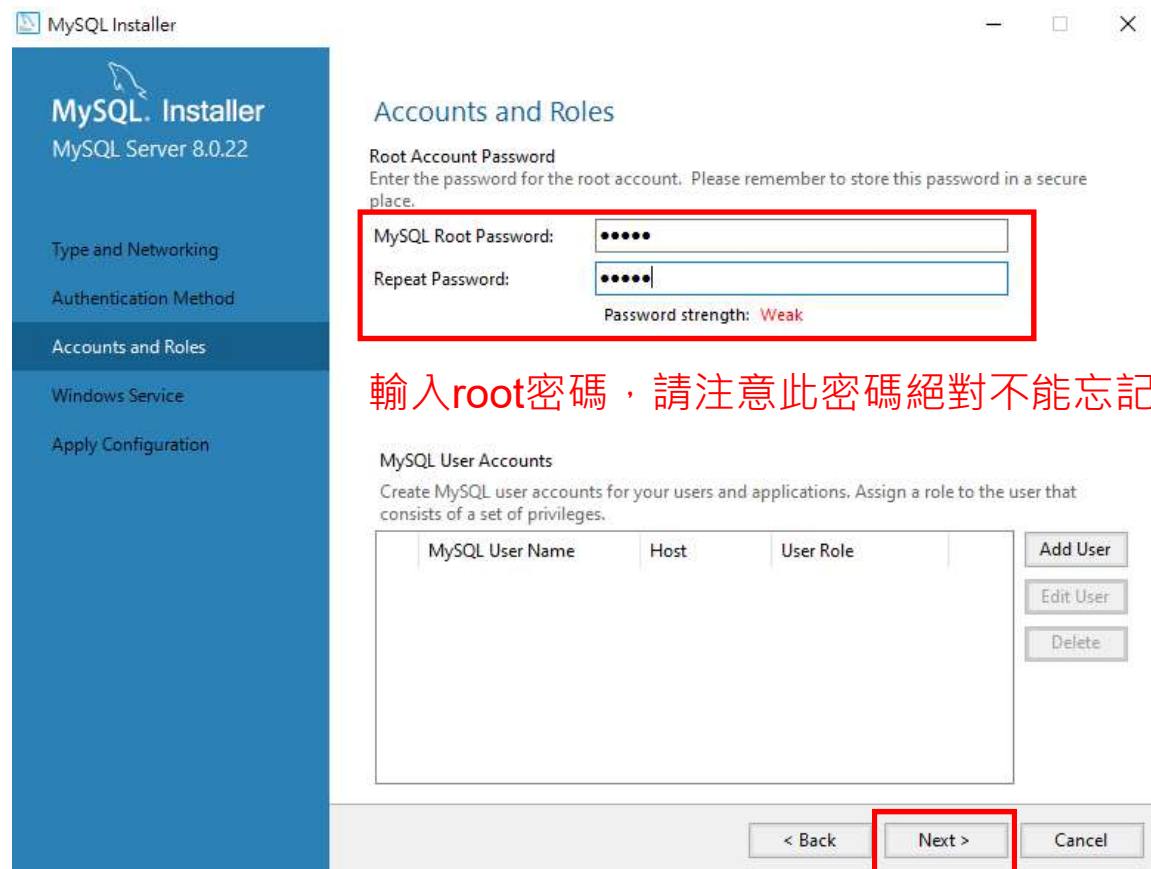 MySQL Installer
MySQL. Installer
MySQL Server 8.0.22
Type and Networking
Authentication Method
Accounts and Roles
Windows Service
Apply Configuration
Accounts and Roles
Root Account Password
Enter the password for the root account. Please remember to store this password in a secure
place.
MySQL Root Password: •••••
Repeat Password: •••••
Password strength: Weak
輸入root密碼，請注意此密碼絕對不能忘記
MySQL User Accounts
Create MySQL user accounts for your users and applications. Assign a role to the user that
consists of a set of privileges.
MySQL User Name Host User Role
Add User
Edit User
Delete
< Back Next > Cancel